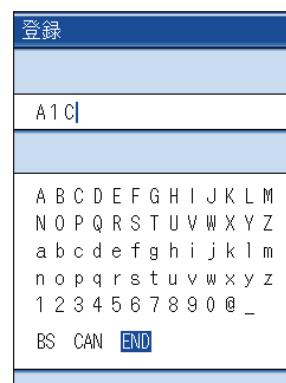 登録
A1C
A B C D E F G H I J K L M
N O P Q R S T U V W X Y Z
a b c d e f g h i j k l m
n o p q r s t u v w x y z
1 2 3 4 5 6 7 8 9 0 @ _
BS CAN END